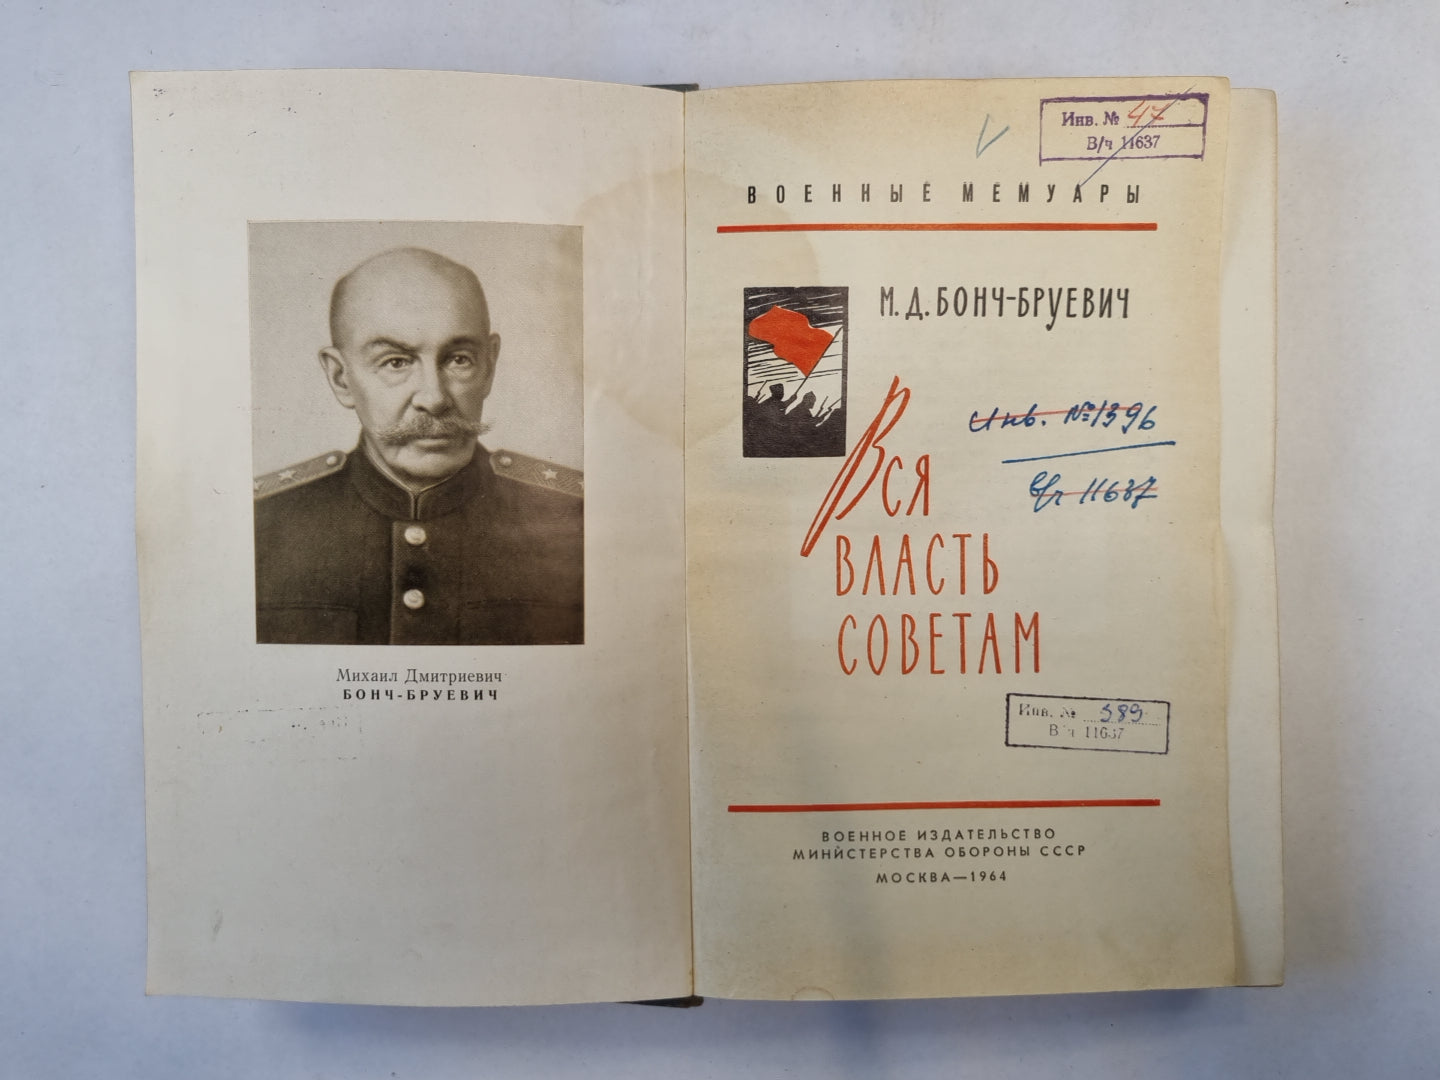 Михаил Дмитриевич
БОНЧ-БРУЕВИЧ
Инв. № 47
В/ч 11637
ВОЕННЫЕ МЕМУАРЫ
М. Д. БОНЧ-БРУЕВИЧ
Инв. №1396
в/ч 11637
Вся
ВЛАСТЬ
СОВЕТАМ
Инв. № 389
В/ч 11637
ВОЕННОЕ ИЗДАТЕЛЬСТВО
МИНИСТЕРСТВА ОБОРОНЫ СССР
МОСКВА—1964